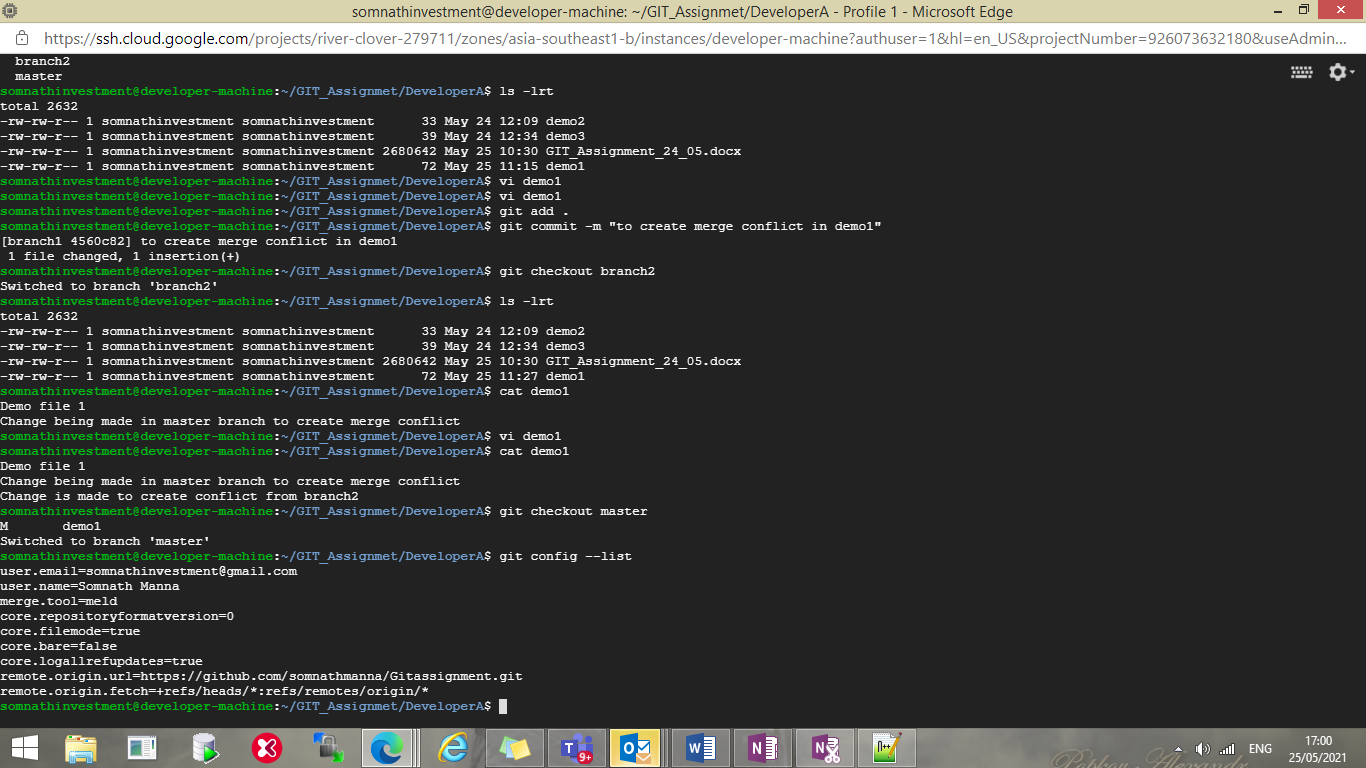 somnathinvestment@developer-machine: ~/GIT_Assignmet/DeveloperA - Profile 1 - Microsoft Edge
https://ssh.cloud.google.com/projects/river-clover-279711/zones/asia-southeast1-b/instances/developer-machine?authuser=1&hl=en_US&projectNumber=926073632180&useAdmin...
  branch2
  master
somnathinvestment@developer-machine:~/GIT_Assignmet/DeveloperA$ ls -lrt
total 2632
-rw-rw-r-- 1 somnathinvestment somnathinvestment      33 May 24 12:09 demo2
-rw-rw-r-- 1 somnathinvestment somnathinvestment      39 May 24 12:34 demo3
-rw-rw-r-- 1 somnathinvestment somnathinvestment 2680642 May 25 10:30 GIT_Assignment_24_05.docx
-rw-rw-r-- 1 somnathinvestment somnathinvestment      72 May 25 11:15 demo1
somnathinvestment@developer-machine:~/GIT_Assignmet/DeveloperA$ vi demo1
somnathinvestment@developer-machine:~/GIT_Assignmet/DeveloperA$ vi demo1
somnathinvestment@developer-machine:~/GIT_Assignmet/DeveloperA$ git add .
somnathinvestment@developer-machine:~/GIT_Assignmet/DeveloperA$ git commit -m "to create merge conflict in demo1"
[branch1 4560c82] to create merge conflict in demo1
 1 file changed, 1 insertion(+)
somnathinvestment@developer-machine:~/GIT_Assignmet/DeveloperA$ git checkout branch2
Switched to branch 'branch2'
somnathinvestment@developer-machine:~/GIT_Assignmet/DeveloperA$ ls -lrt
total 2632
-rw-rw-r-- 1 somnathinvestment somnathinvestment      33 May 24 12:09 demo2
-rw-rw-r-- 1 somnathinvestment somnathinvestment      39 May 24 12:34 demo3
-rw-rw-r-- 1 somnathinvestment somnathinvestment 2680642 May 25 10:30 GIT_Assignment_24_05.docx
-rw-rw-r-- 1 somnathinvestment somnathinvestment      72 May 25 11:27 demo1
somnathinvestment@developer-machine:~/GIT_Assignmet/DeveloperA$ cat demo1
Demo file 1
Change being made in master branch to create merge conflict
somnathinvestment@developer-machine:~/GIT_Assignmet/DeveloperA$ vi demo1
somnathinvestment@developer-machine:~/GIT_Assignmet/DeveloperA$ cat demo1
Demo file 1
Change being made in master branch to create merge conflict
Change is made to create conflict from branch2
somnathinvestment@developer-machine:~/GIT_Assignmet/DeveloperA$ git checkout master
M       demo1
Switched to branch 'master'
somnathinvestment@developer-machine:~/GIT_Assignmet/DeveloperA$ git config --list
user.email=somnathinvestment@gmail.com
user.name=Somnath Manna
merge.tool=meld
core.repositoryformatversion=0
core.filemode=true
core.bare=false
core.logallrefupdates=true
remote.origin.url=https://github.com/somnathmanna/Gitassignment.git
remote.origin.fetch=+refs/heads/*:refs/remotes/origin/*
somnathinvestment@developer-machine:~/GIT_Assignmet/DeveloperA$
9+
ENG
17:00
25/05/2021